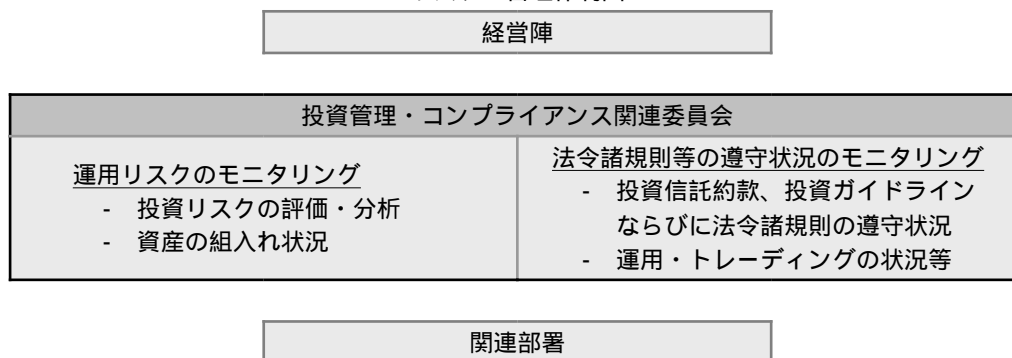 経営陣
投資管理・コンプライアンス関連委員会
運用リスクのモニタリング
- 投資リスクの評価・分析
- 資産の組入れ状況
法令諸規則等の遵守状況のモニタリング
- 投資信託約款、投資ガイドライン
ならびに法令諸規則の遵守状況
- 運用・トレーディングの状況等
関連部署